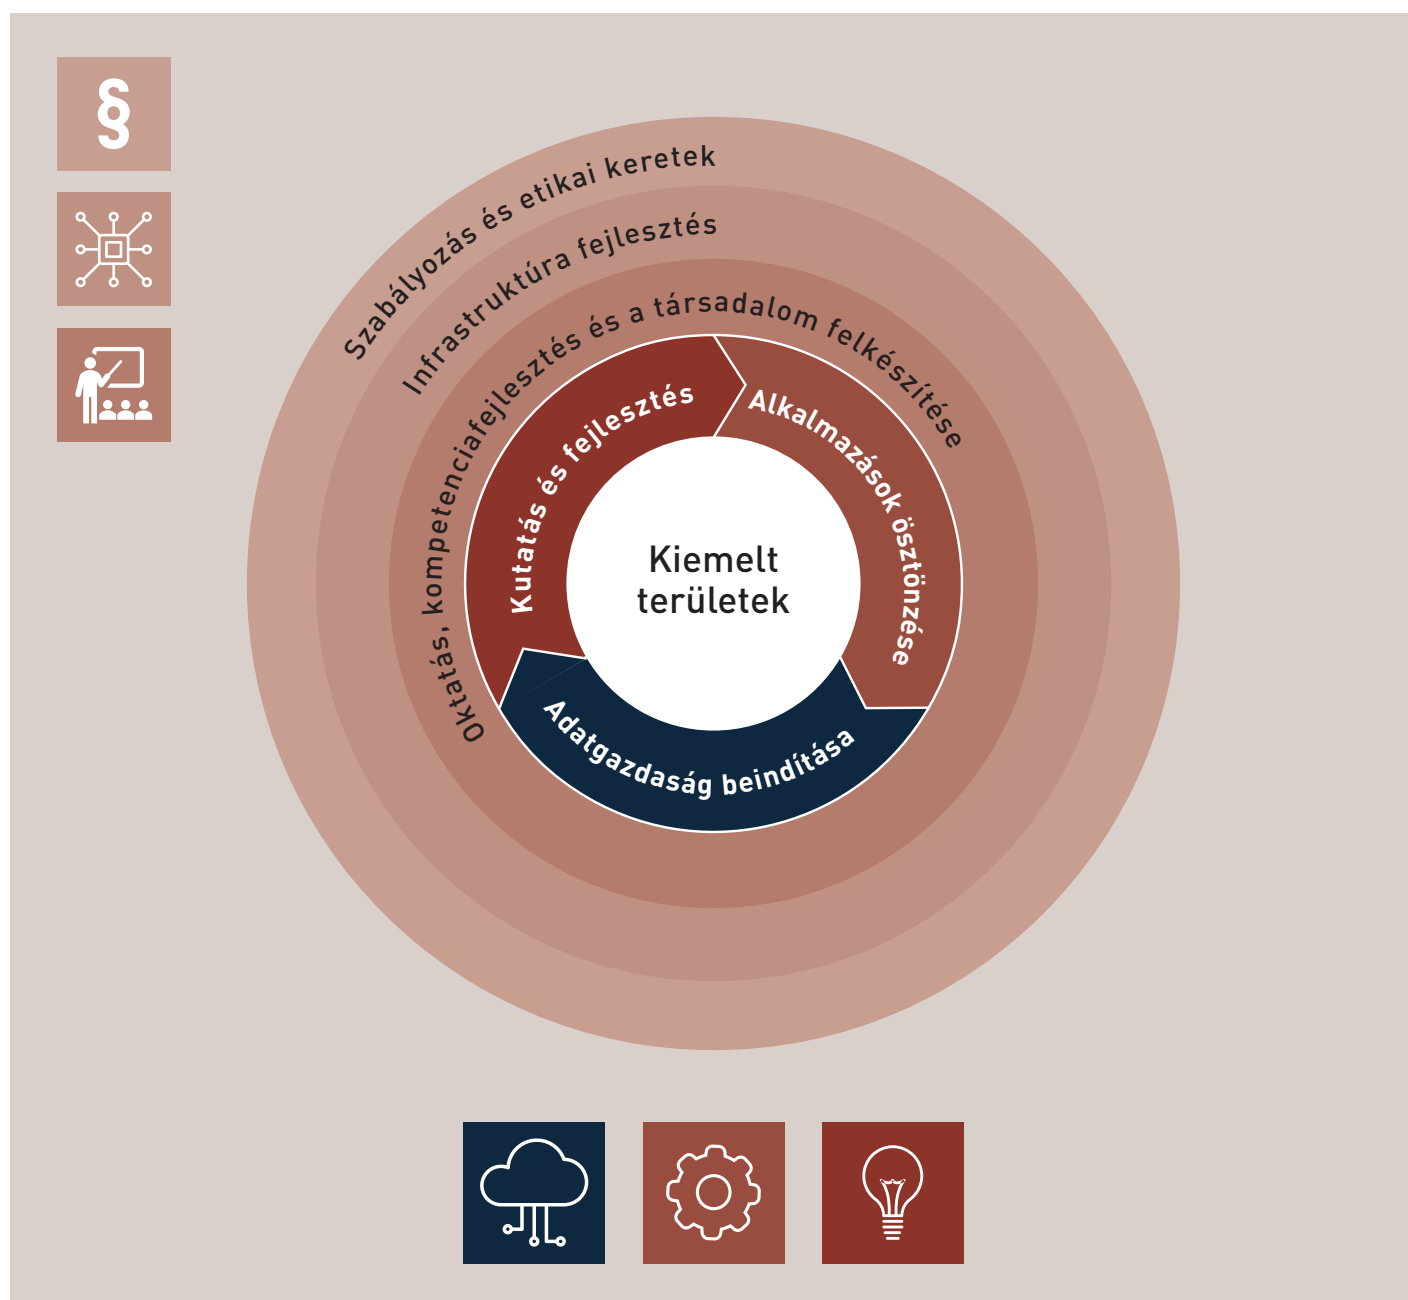 §
Szabályozás és etikai keretek
Infrastruktúra fejlesztés
Oktatás, kompetenciafejlesztés és a társadalom felkészítése
Kutatás és fejlesztés
Alkalmazások ösztönzése
Adatgazdaság beindítása
Kiemelt
területek